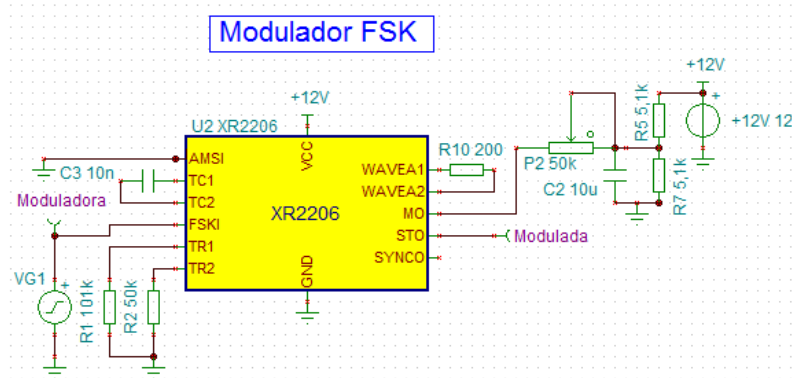 Modulador FSK
+12V
+12V
U2 XR2206
R5 5,1k
+12V 12
AMSI
VCC
R10 200
C3 10n
TC1
WAVEA1
P2 50k
TC2
WAVEA2
C2 10u
R7 5,1k
Moduladora
XR2206
FSKI
MO
TR1
STO
Modulada
TR2
SYNCO
VG1
+
+
R1 101k
R2 50k
GND